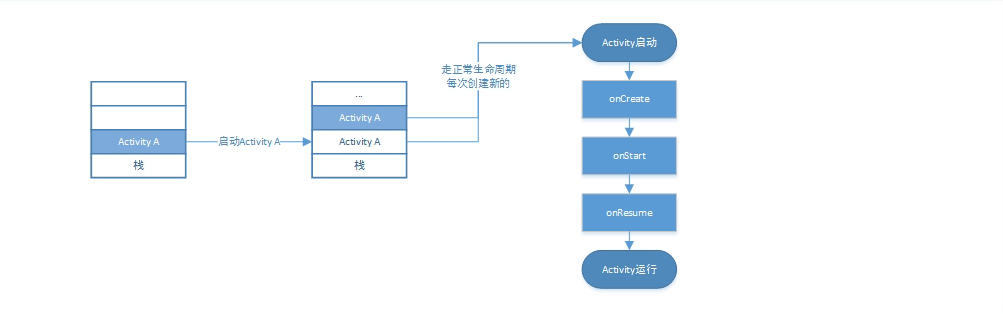 Activity A
栈
启动Activity A
...
Activity A
Activity A
栈
走正常生命周期
每次创建新的
Activity启动
onCreate
onStart
onResume
Activity运行